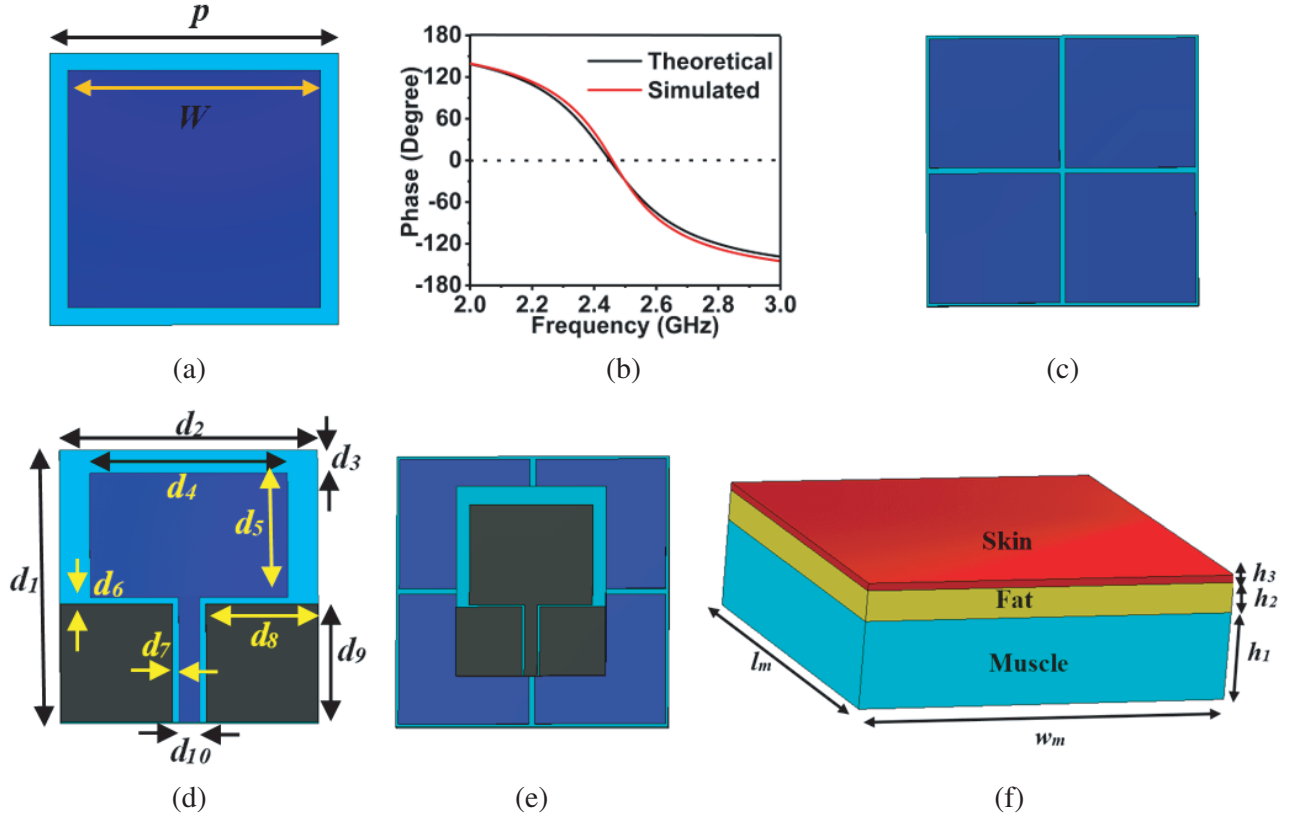 p
W
(a)
180
120
60
0
-60
-120
-180
Phase (Degree)
Theoretical
Simulated
2.0 2.2 2.4 2.6 2.8 3.0
Frequency (GHz)
(b)
(c)
d2
d3
d4
d5
d1
d6
d7
d8
d9
d10
(d)
(e)
Skin
Fat
Muscle
h3
h2
h1
lm
wm
(f)